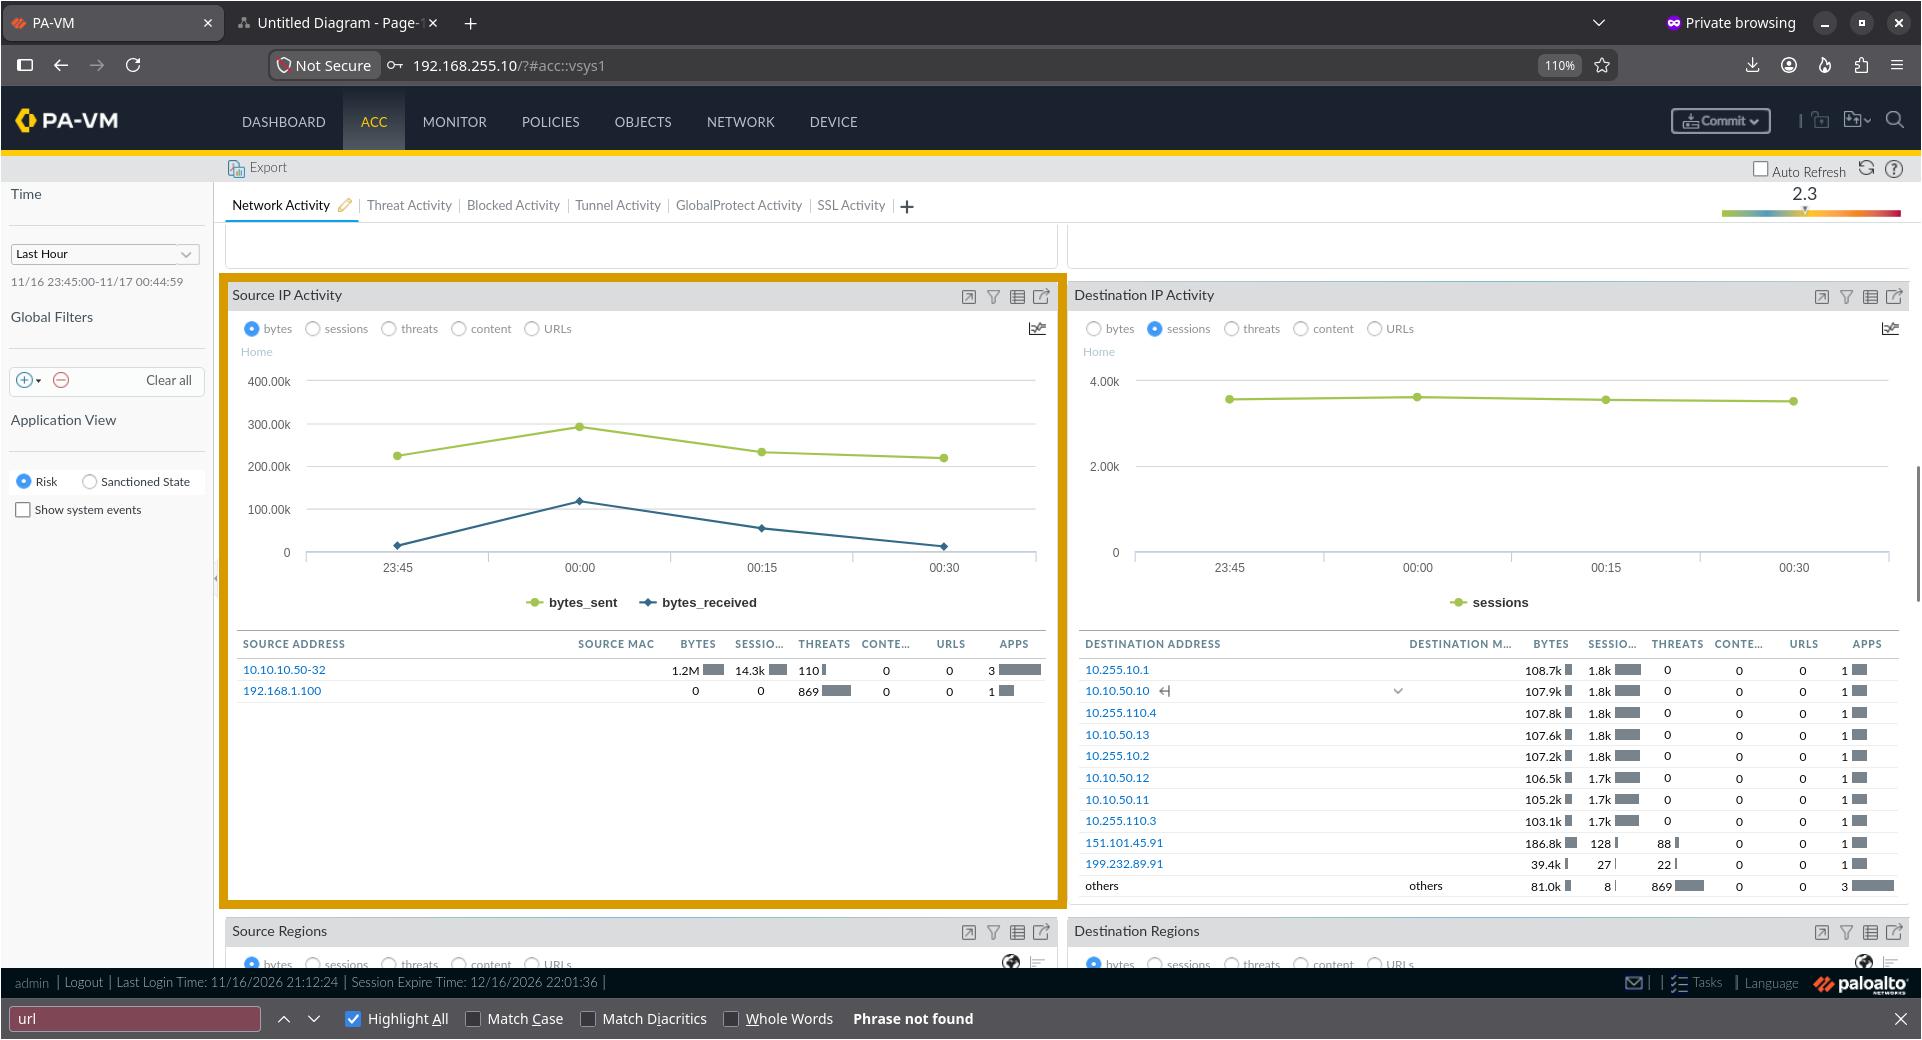 PA-VM
Untitled Diagram - Page-1
Private browsing
Not Secure
192.168.255.10/?#acc::vsys1
110%
PA-VM
DASHBOARD
ACC
MONITOR
POLICIES
OBJECTS
NETWORK
DEVICE
Commit
Export
Auto Refresh
Time
Network Activity
Threat Activity
Blocked Activity
Tunnel Activity
GlobalProtect Activity
SSL Activity
2.3
Last Hour
11/16 23:45:00-11/17 00:44:59
Global Filters
Clear all
Application View
Risk
Sanctioned State
Show system events
Source IP Activity
bytes sessions threats content URLs
Home
400.00k
300.00k
200.00k
100.00k
0
23:45 00:00 00:15 00:30
bytes_sent bytes_received
SOURCE ADDRESS SOURCE MAC BYTES SESSIO... THREATS CONTE... URLS APPS
10.10.10.50-32 1.2M 14.3k 110 0 0 3
192.168.1.100 0 0 869 0 0 1
Destination IP Activity
bytes sessions threats content URLs
Home
4.00k
2.00k
0
23:45 00:00 00:15 00:30
sessions
DESTINATION ADDRESS DESTINATION M... BYTES SESSIO... THREATS CONTE... URLS APPS
10.255.10.1 108.7k 1.8k 0 0 0 1
10.10.50.10 107.9k 1.8k 0 0 0 1
10.255.110.4 107.8k 1.8k 0 0 0 1
10.10.50.13 107.6k 1.8k 0 0 0 1
10.255.10.2 107.2k 1.8k 0 0 0 1
10.10.50.12 106.5k 1.7k 0 0 0 1
10.10.50.11 105.2k 1.7k 0 0 0 1
10.255.110.3 103.1k 1.7k 0 0 0 1
151.101.45.91 186.8k 128 88 0 0 1
199.232.89.91 39.4k 27 22 0 0 1
others others 81.0k 8 869 0 0 3
Source Regions
bytes sessions threats content URLs
Destination Regions
bytes sessions threats content URLs
admin | Logout | Last Login Time: 11/16/2026 21:12:24 | Session Expire Time: 12/16/2026 22:01:36 |
Tasks | Language
paloalto
NETWORKS
url
Highlight All
Match Case
Match Diacritics
Whole Words
Phrase not found